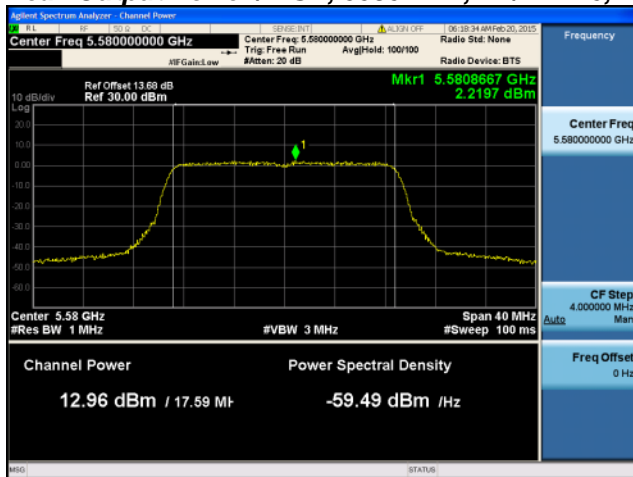 Agilent Spectrum Analyzer - Channel Power
RL RF 50 Ω DC SENSE:INT ALIGN OFF 06:18:34 AM Feb 20, 2015
Center Freq 5.580000000 GHz
Center Freq: 5.580000000 GHz
Radio Std: None
Trig: Free Run Avg|Hold: 100/100
#IFGain:Low #Atten: 20 dB Radio Device: BTS
Frequency
Mkr1 5.5808667 GHz
2.2197 dBm
Ref Offset 13.68 dB
10 dB/div Ref 30.00 dBm
Log
20.0
10.0
0.00
-10.0
-20.0
-30.0
-40.0
-50.0
-60.0
1
Center Freq
5.580000000 GHz
Center 5.58 GHz Span 40 MHz
#Res BW 1 MHz #VBW 3 MHz #Sweep 100 ms
CF Step
4.000000 MHz
Auto Man
Channel Power Power Spectral Density
12.96 dBm / 17.59 MH -59.49 dBm /Hz
Freq Offset
0 Hz
MSG STATUS